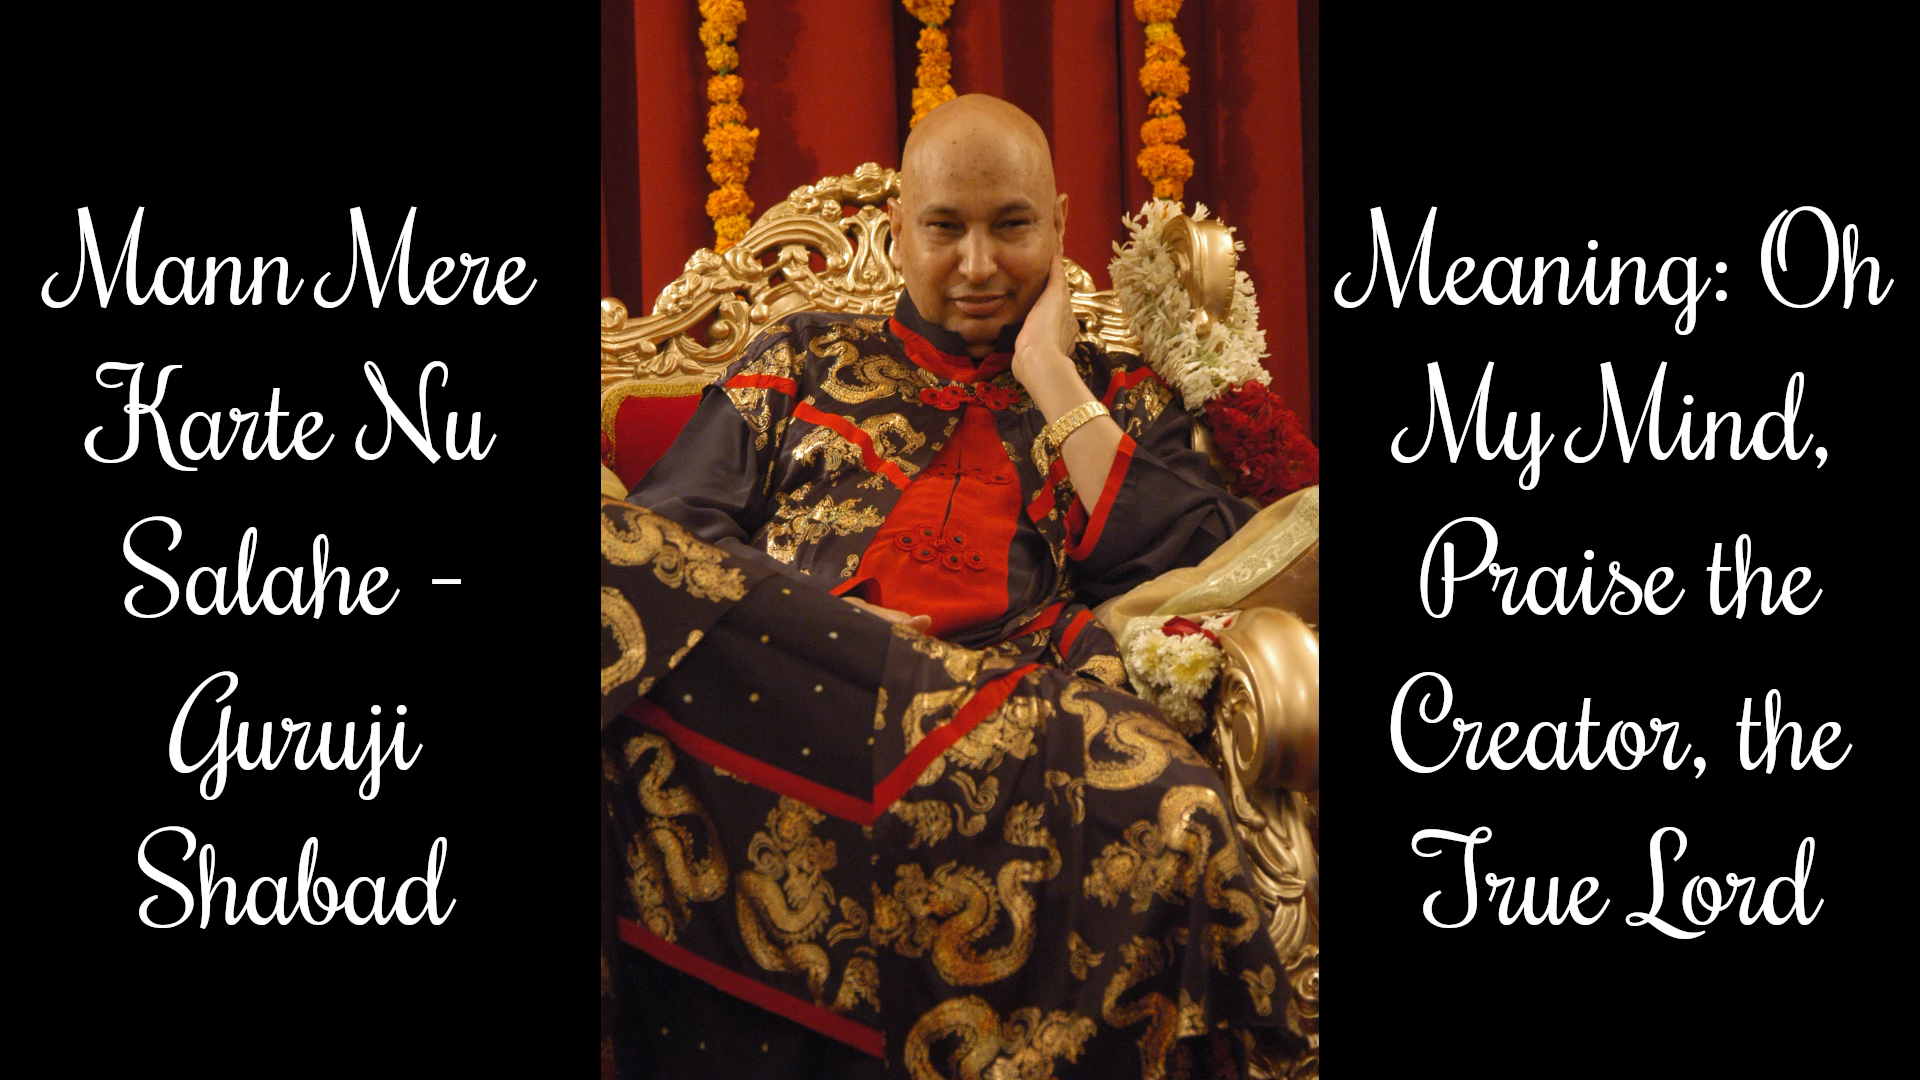 Mann Mere
Karte Nu
Salahe -
Guruji
Shabad
Meaning: Oh
My Mind,
Praise the
Creator, the
True Lord